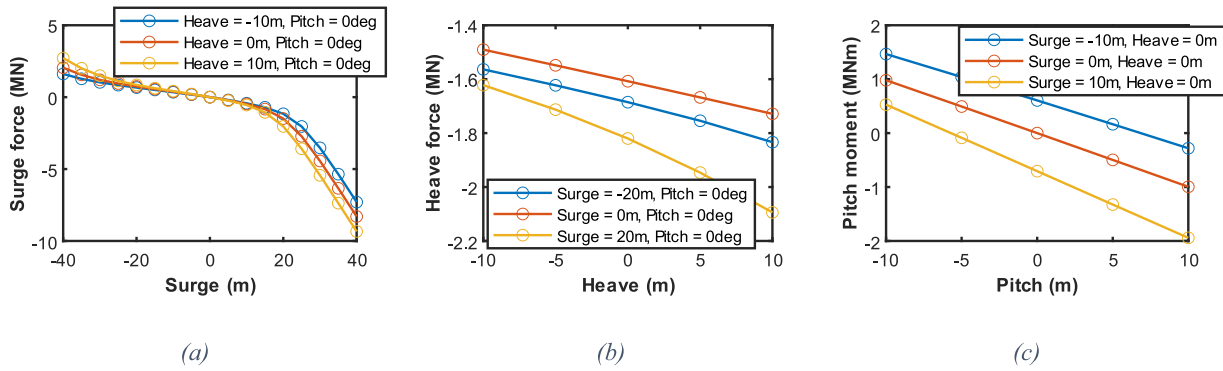 5
0
-5
-10
Surge force (MN)
-40
-20
0
20
40
Surge (m)
Heave = -10m, Pitch = 0deg
Heave = 0m, Pitch = 0deg
Heave = 10m, Pitch = 0deg
(a)
-1.4
-1.6
-1.8
-2
-2.2
Heave force (MN)
-10
-5
0
5
10
Heave (m)
Surge = -20m, Pitch = 0deg
Surge = 0m, Pitch = 0deg
Surge = 20m, Pitch = 0deg
(b)
2
1
0
-1
-2
Pitch moment (MNm)
-10
-5
0
5
10
Pitch (m)
Surge = -10m, Heave = 0m
Surge = 0m, Heave = 0m
Surge = 10m, Heave = 0m
(c)